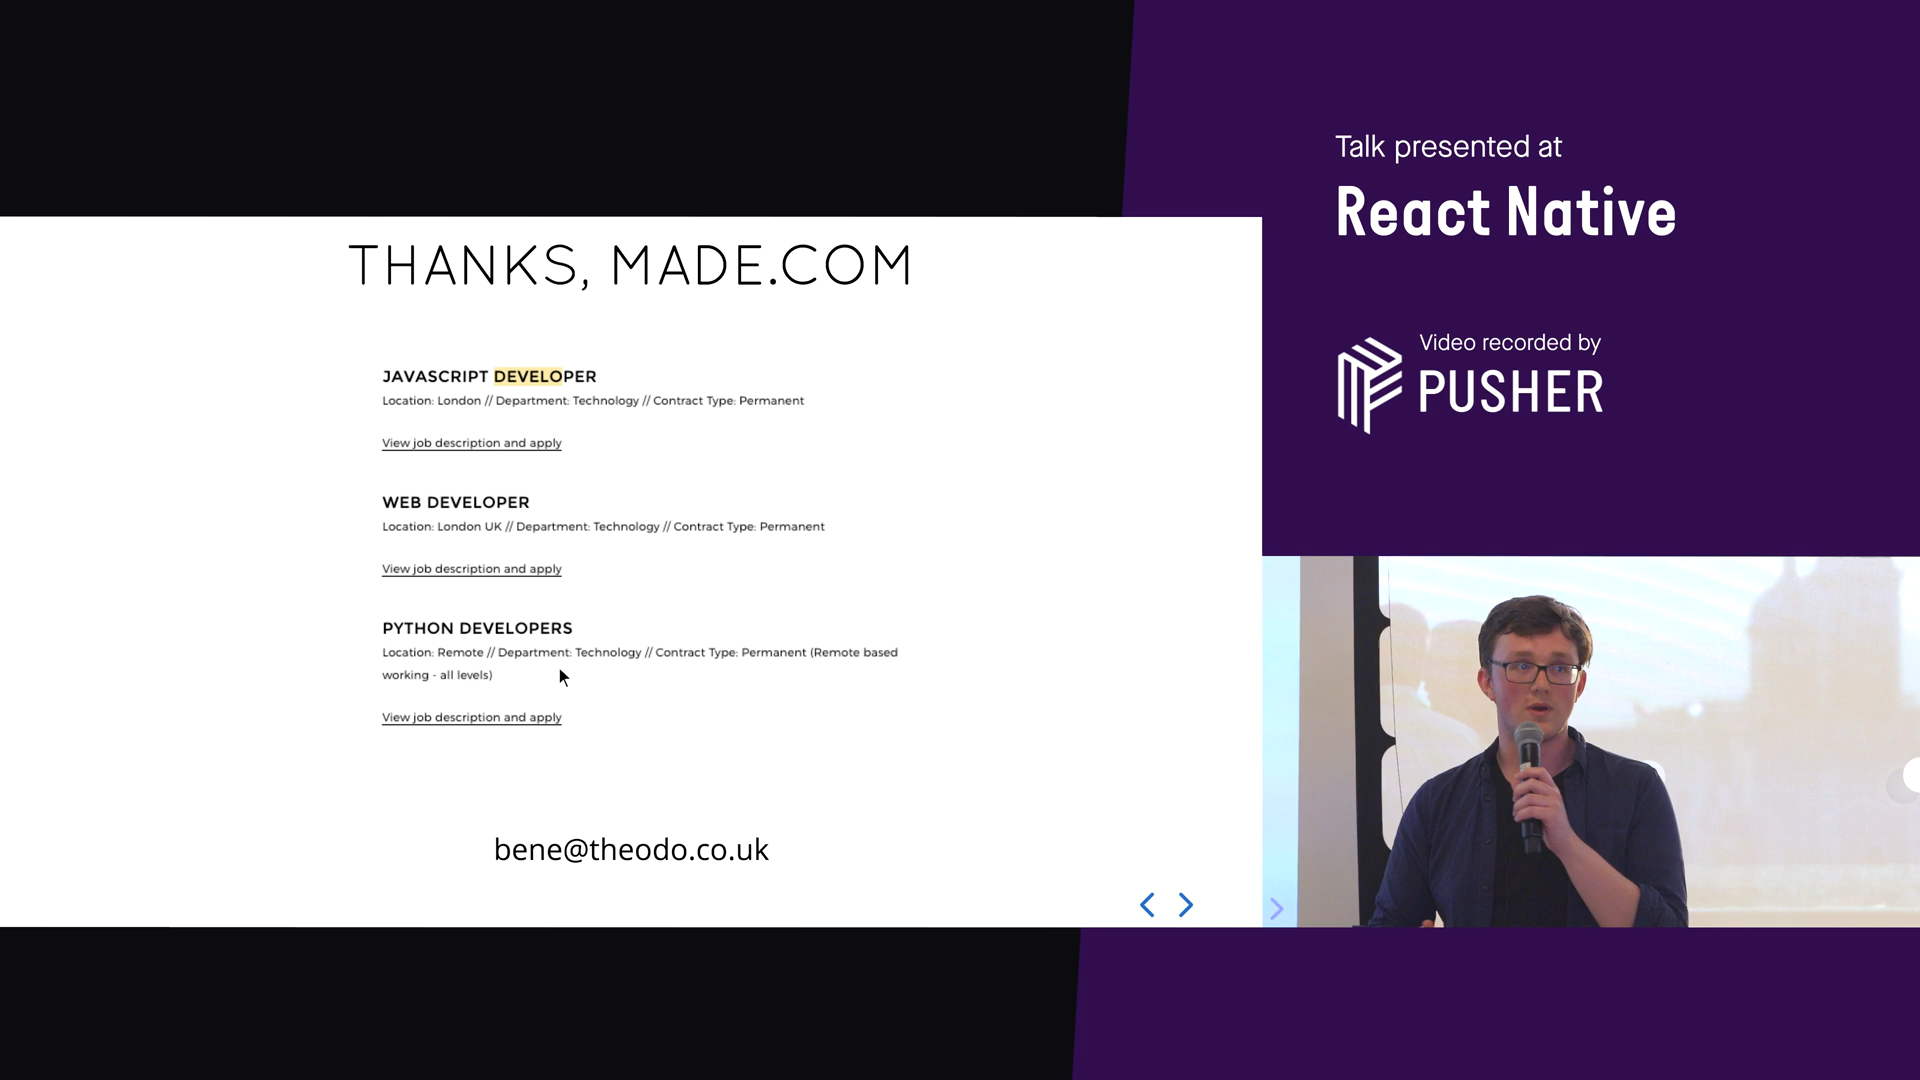 THANKS, MADE.COM
JAVASCRIPT DEVELOPER
Location: London // Department: Technology // Contract Type: Permanent
View job description and apply
WEB DEVELOPER
Location: London UK // Department: Technology // Contract Type: Permanent
View job description and apply
PYTHON DEVELOPERS
Location: Remote // Department: Technology // Contract Type: Permanent (Remote based
working - all levels)
View job description and apply
bene@theodo.co.uk
Talk presented at
React Native
Video recorded by
PUSHER